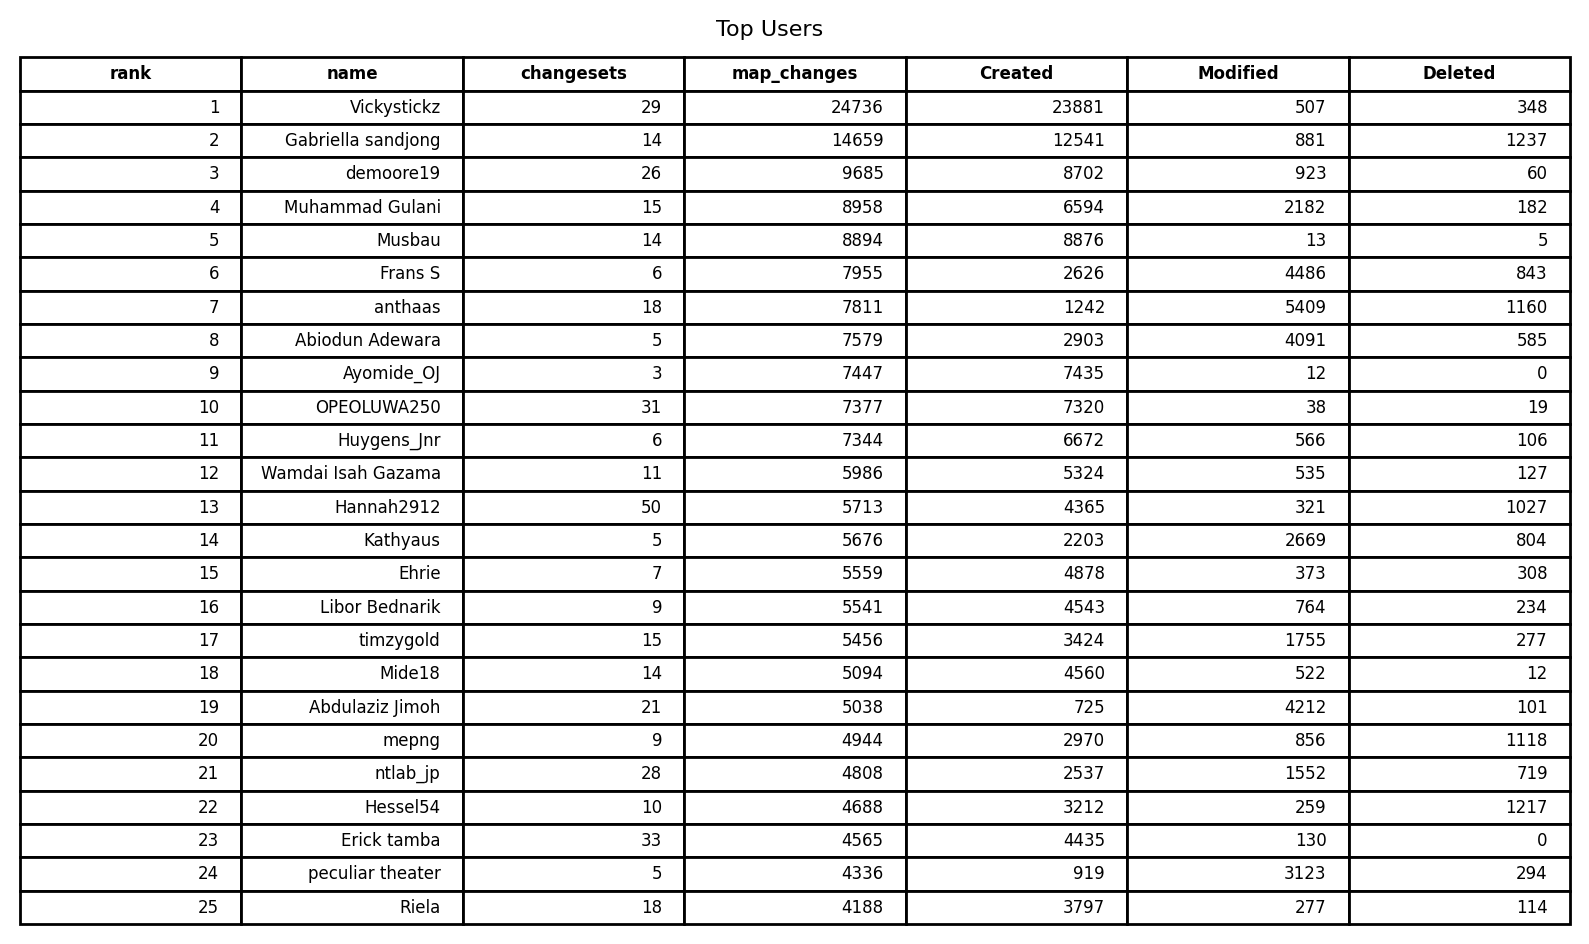 Top Users
rank name changesets map_changes Created Modified Deleted
1 Vickystickz 29 24736 23881 507 348
2 Gabriella sandjong 14 14659 12541 881 1237
3 demoore19 26 9685 8702 923 60
4 Muhammad Gulani 15 8958 6594 2182 182
5 Musbau 14 8894 8876 13 5
6 Frans S 6 7955 2626 4486 843
7 anthaas 18 7811 1242 5409 1160
8 Abiodun Adewara 5 7579 2903 4091 585
9 Ayomide_OJ 3 7447 7435 12 0
10 OPEOLUWA250 31 7377 7320 38 19
11 Huygens_Jnr 6 7344 6672 566 106
12 Wamdai Isah Gazama 11 5986 5324 535 127
13 Hannah2912 50 5713 4365 321 1027
14 Kathyaus 5 5676 2203 2669 804
15 Ehrie 7 5559 4878 373 308
16 Libor Bednarik 9 5541 4543 764 234
17 timzygold 15 5456 3424 1755 277
18 Mide18 14 5094 4560 522 12
19 Abdulaziz Jimoh 21 5038 725 4212 101
20 mepng 9 4944 2970 856 1118
21 ntlab_jp 28 4808 2537 1552 719
22 Hessel54 10 4688 3212 259 1217
23 Erick tamba 33 4565 4435 130 0
24 peculiar theater 5 4336 919 3123 294
25 Riela 18 4188 3797 277 114